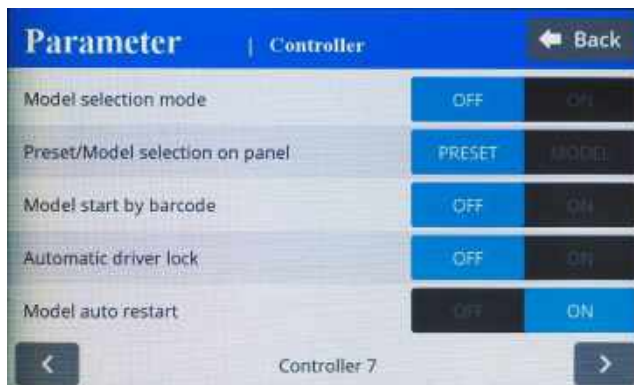 Parameter | Controller Back
Model selection mode OFF ON
Preset/Model selection on panel PRESET MODEL
Model start by barcode OFF ON
Automatic driver lock OFF ON
Model auto restart OFF ON
Controller 7